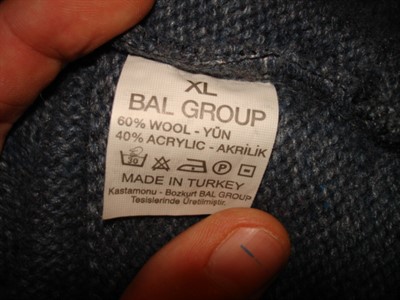 XL
BAL GROUP
60% WOOL - YÜN
40% ACRYLIC - AKRİLİK
30 P
MADE IN TURKEY
Kastamonu - Bozkurt BAL GROUP
Tesislerinde Üretilmiştir.